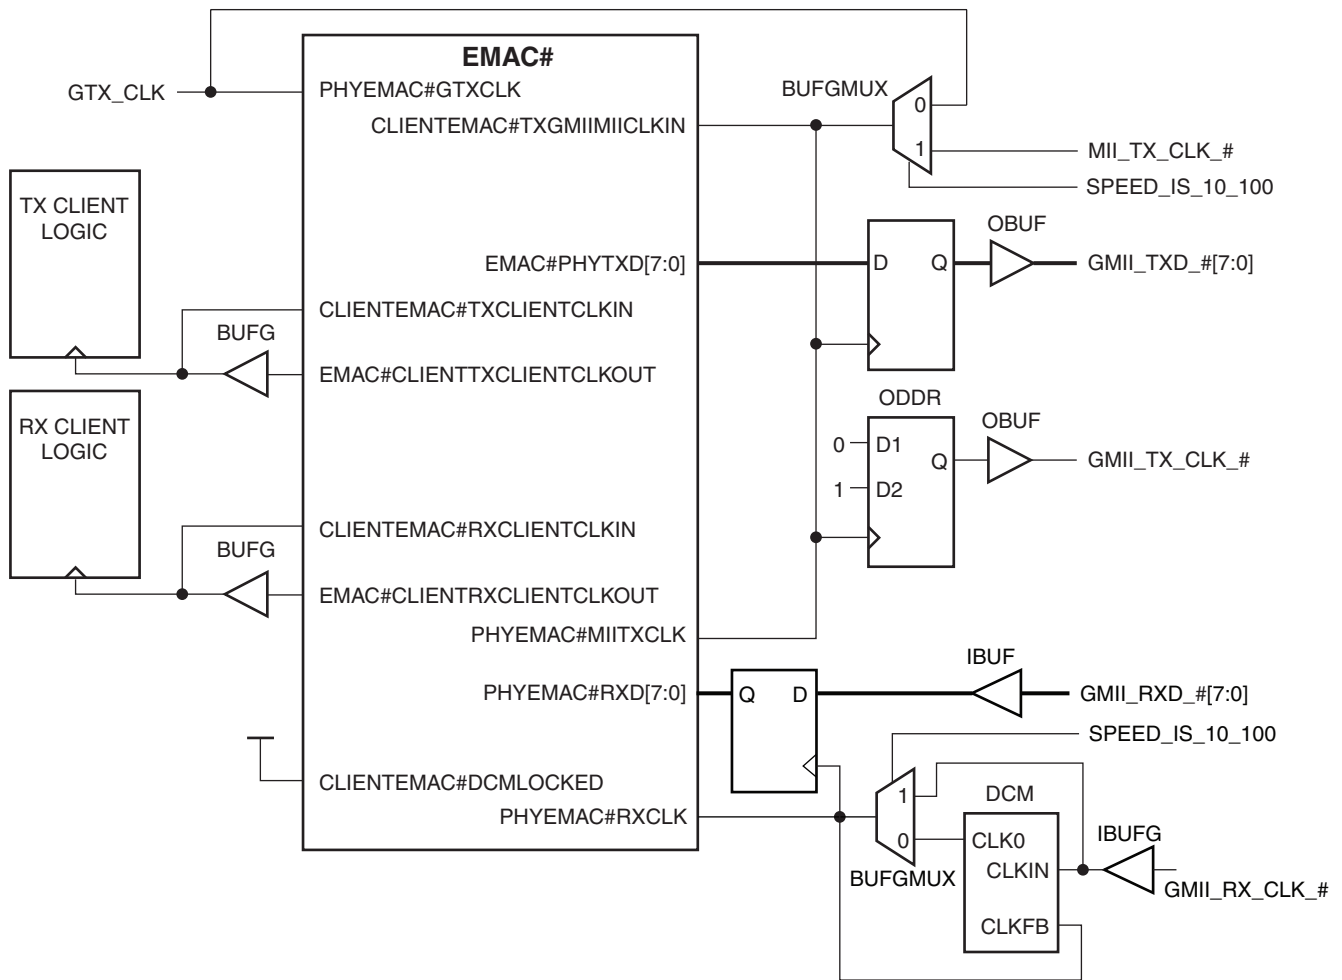 EMAC#
GTX_CLK
PHYEMAC#GTXCLK
BUFGMUX
0
CLIENTEMAC#TXGMIIMIICLKIN
1
MII_TX_CLK_#
SPEED_IS_10_100
TX CLIENT
LOGIC
OBUF
EMAC#PHYTXD[7:0]
D
Q
GMII_TXD_#[7:0]
CLIENTEMAC#TXCLIENTCLKIN
BUFG
EMAC#CLIENTTXCLIENTCLKOUT
ODDR
RX CLIENT
LOGIC
OBUF
0
D1
Q
GMII_TX_CLK_#
1
D2
CLIENTEMAC#RXCLIENTCLKIN
BUFG
EMAC#CLIENTRXCLIENTCLKOUT
PHYEMAC#MIITXCLK
IBUF
PHYEMAC#RXD[7:0]
Q
D
GMII_RXD_#[7:0]
SPEED_IS_10_100
CLIENTEMAC#DCMLOCKED
1
DCM
PHYEMAC#RXCLK
0
CLK0
IBUFG
BUFGMUX
CLKIN
GMII_RX_CLK_#
CLKFB